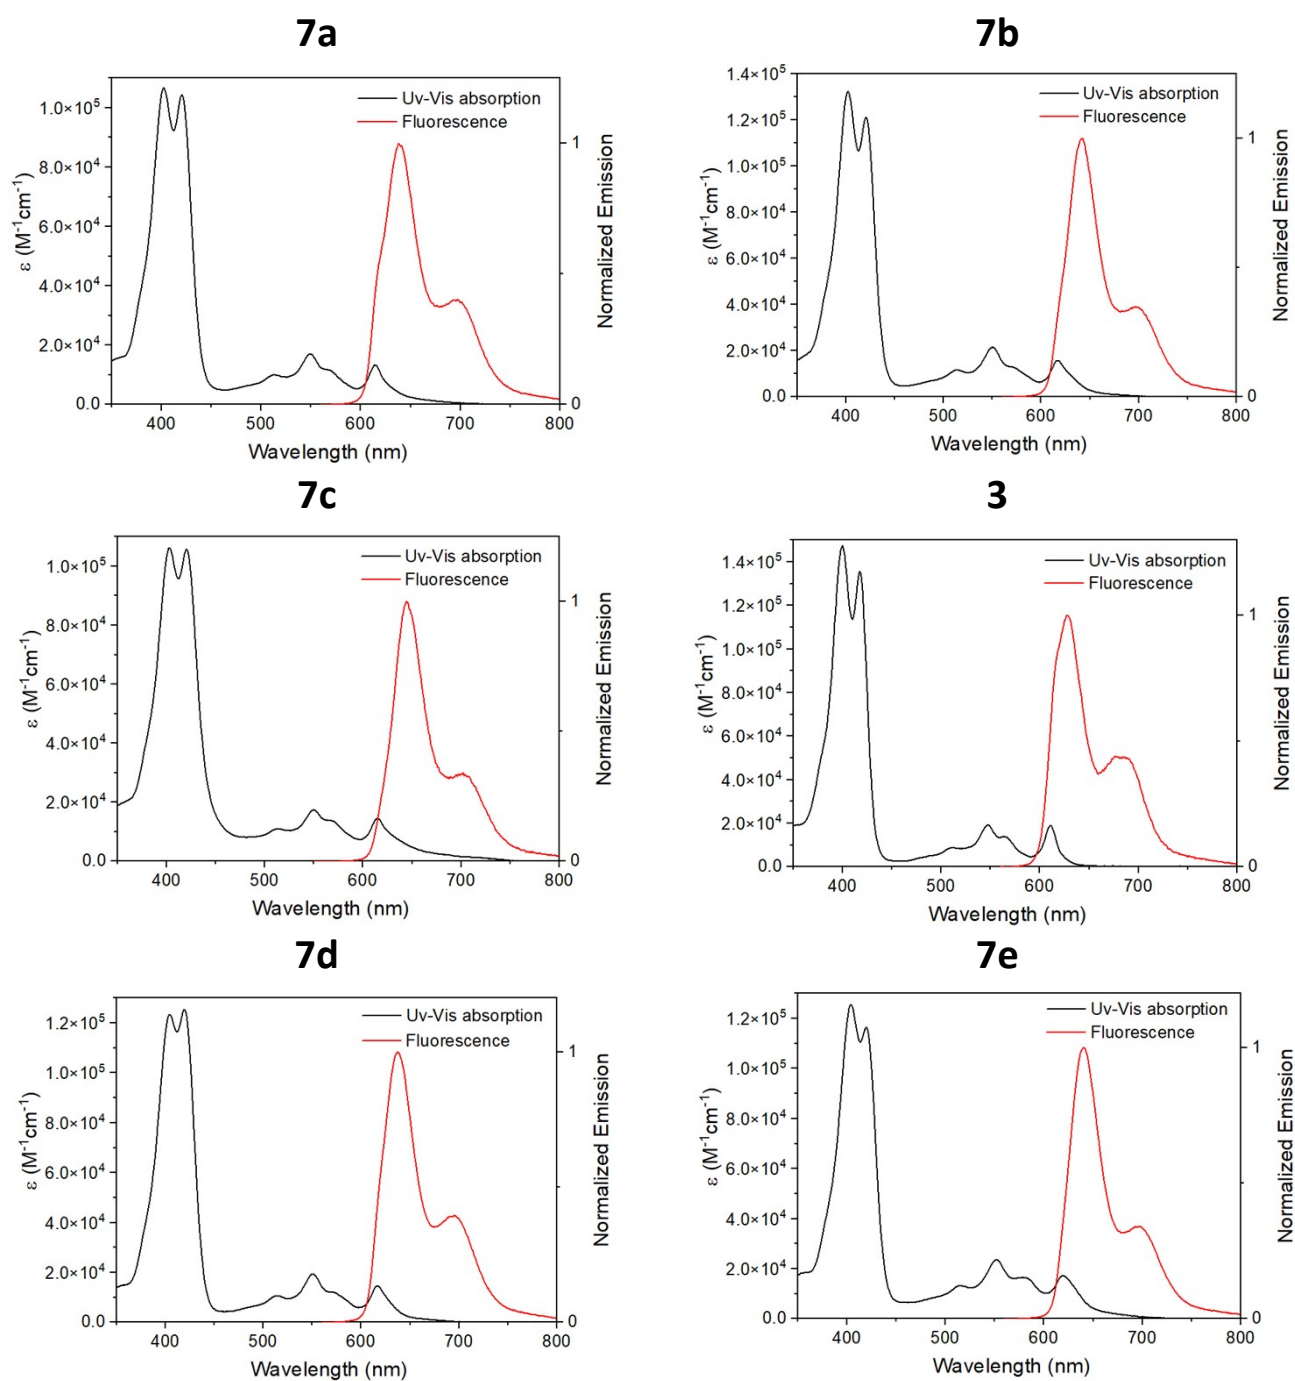 7a
7b
Uv-Vis absorption
Fluorescence
1.0×10⁵
8.0×10⁴
6.0×10⁴
4.0×10⁴
2.0×10⁴
0.0
ε (M⁻¹cm⁻¹)
1
0
Normalized Emission
400 500 600 700 800
Wavelength (nm)
Uv-Vis absorption
Fluorescence
1.4×10⁵
1.2×10⁵
1.0×10⁵
8.0×10⁴
6.0×10⁴
4.0×10⁴
2.0×10⁴
0.0
ε (M⁻¹cm⁻¹)
1
0
Normalized Emission
400 500 600 700 800
Wavelength (nm)
7c
3
Uv-Vis absorption
Fluorescence
1.0×10⁵
8.0×10⁴
6.0×10⁴
4.0×10⁴
2.0×10⁴
0.0
ε (M⁻¹cm⁻¹)
1
0
Normalized Emission
400 500 600 700 800
Wavelength (nm)
Uv-Vis absorption
Fluorescence
1.4×10⁵
1.2×10⁵
1.0×10⁵
8.0×10⁴
6.0×10⁴
4.0×10⁴
2.0×10⁴
0.0
ε (M⁻¹cm⁻¹)
1
0
Normalized Emission
400 500 600 700 800
Wavelength (nm)
7d
7e
Uv-Vis absorption
Fluorescence
1.2×10⁵
1.0×10⁵
8.0×10⁴
6.0×10⁴
4.0×10⁴
2.0×10⁴
0.0
ε (M⁻¹cm⁻¹)
1
0
Normalized Emission
400 500 600 700 800
Wavelength (nm)
Uv-Vis absorption
Fluorescence
1.2×10⁵
1.0×10⁵
8.0×10⁴
6.0×10⁴
4.0×10⁴
2.0×10⁴
0.0
ε (M⁻¹cm⁻¹)
1
0
Normalized Emission
400 500 600 700 800
Wavelength (nm)